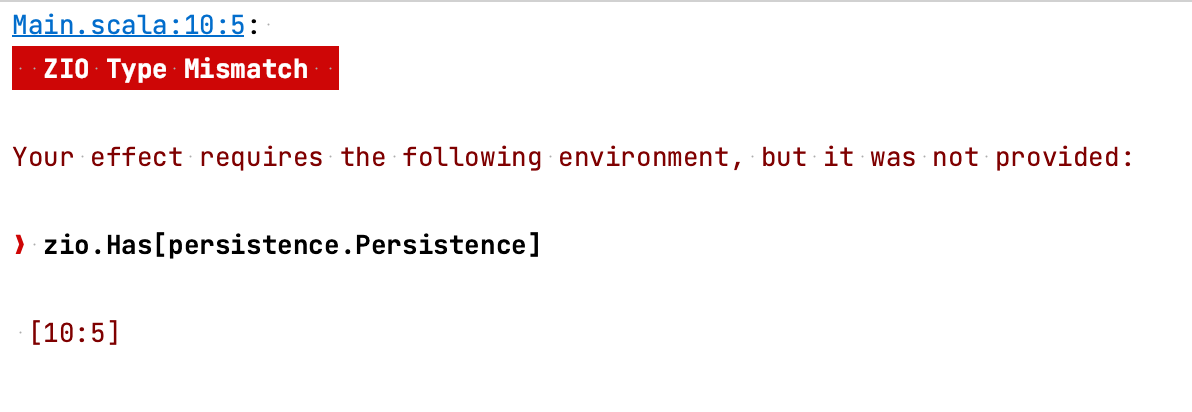 Main.scala:10:5:
ZIO Type Mismatch
Your effect requires the following environment, but it was not provided:
❯ zio.Has[persistence.Persistence]
[10:5]